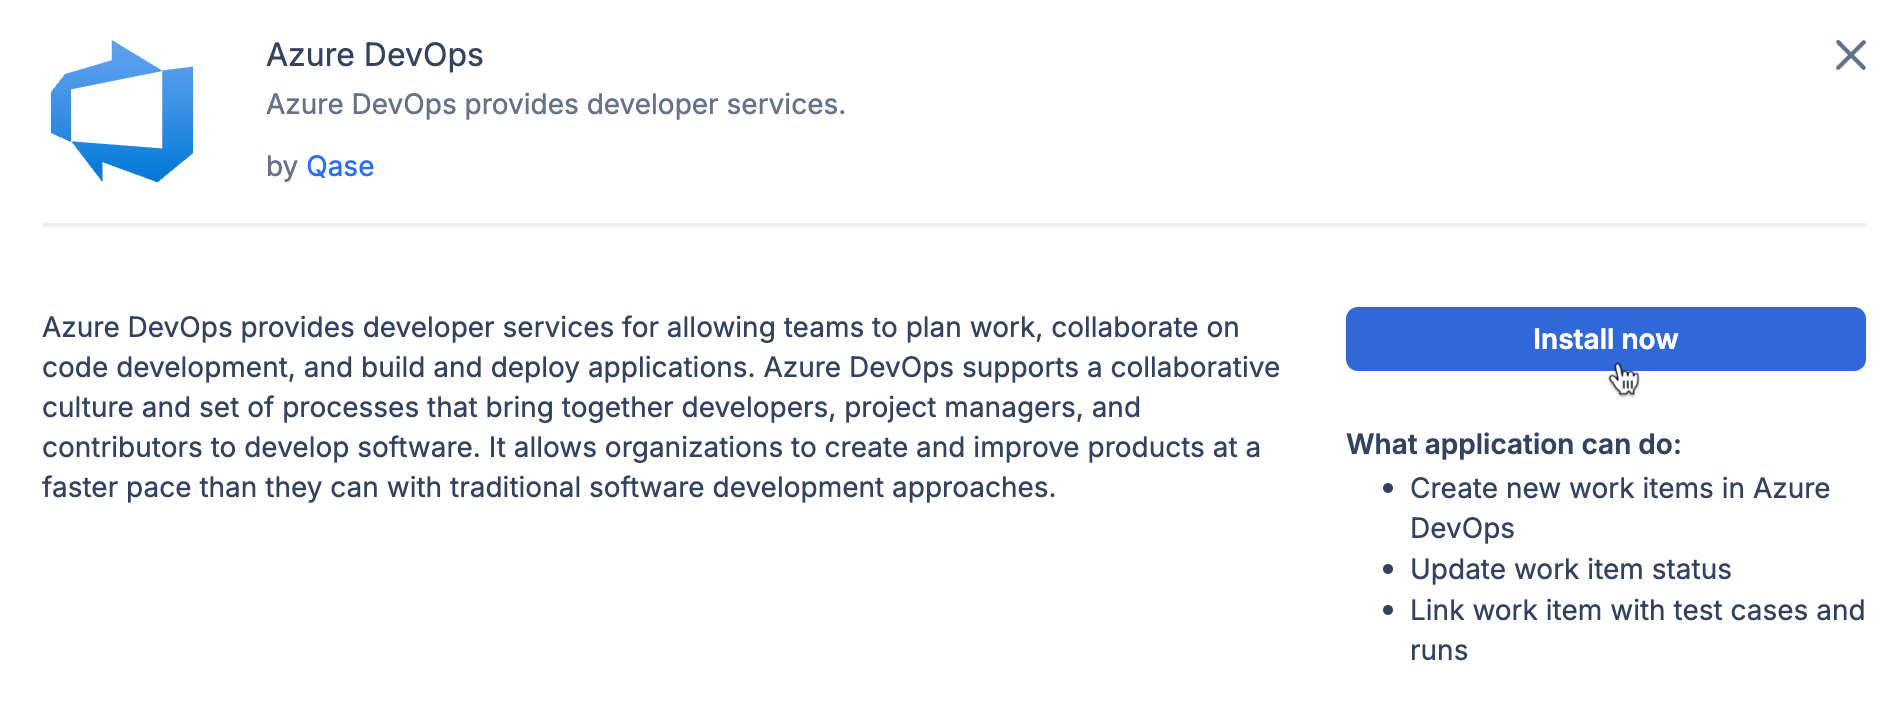 Azure DevOps
Azure DevOps provides developer services.
by Qase
Azure DevOps provides developer services for allowing teams to plan work, collaborate on
code development, and build and deploy applications. Azure DevOps supports a collaborative
culture and set of processes that bring together developers, project managers, and
contributors to develop software. It allows organizations to create and improve products at a
faster pace than they can with traditional software development approaches.
Install now
What application can do:
• Create new work items in Azure
DevOps
• Update work item status
• Link work item with test cases and
runs